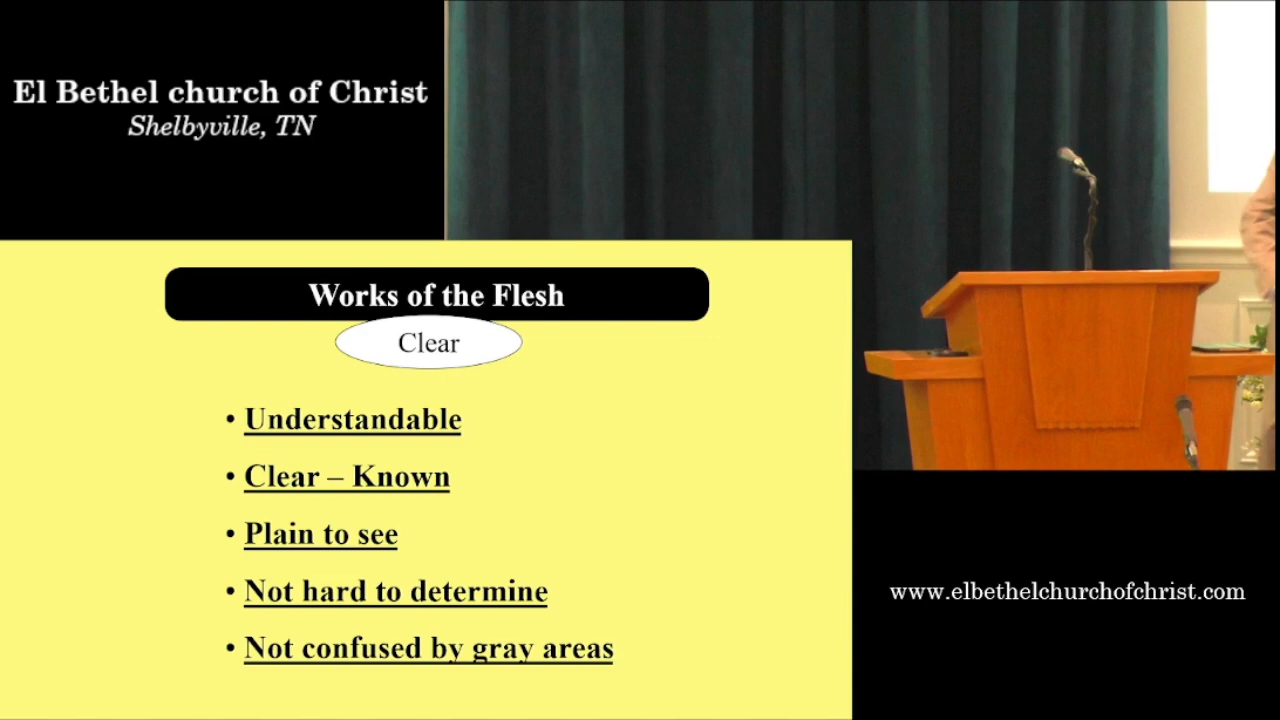 El Bethel church of Christ
Shelbyville, TN
Works of the Flesh
Clear
• Understandable
• Clear – Known
• Plain to see
• Not hard to determine
• Not confused by gray areas
www.elbethelchurchofchrist.com